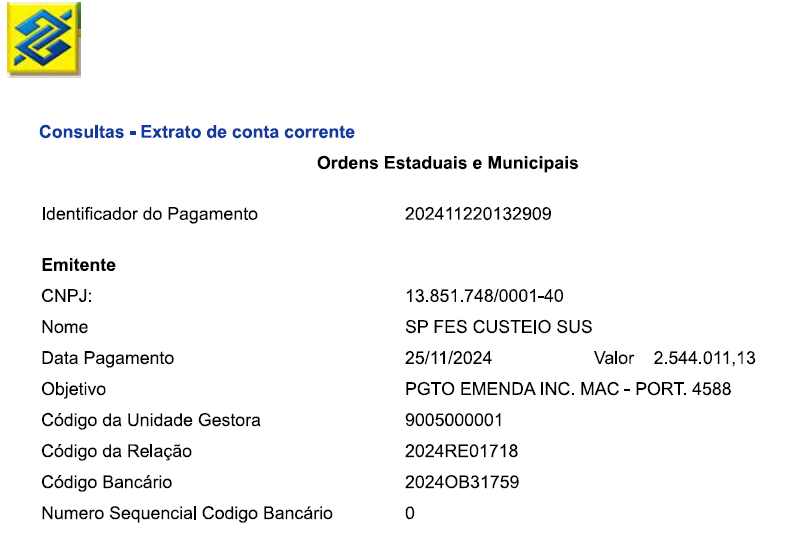 Consultas - Extrato de conta corrente
Ordens Estaduais e Municipais
Identificador do Pagamento 202411220132909
Emitente
CNPJ: 13.851.748/0001-40
Nome SP FES CUSTEIO SUS
Data Pagamento 25/11/2024 Valor 2.544.011,13
Objetivo PGTO EMENDA INC. MAC - PORT. 4588
Código da Unidade Gestora 9005000001
Código da Relação 2024RE01718
Código Bancário 2024OB31759
Numero Sequencial Codigo Bancário 0